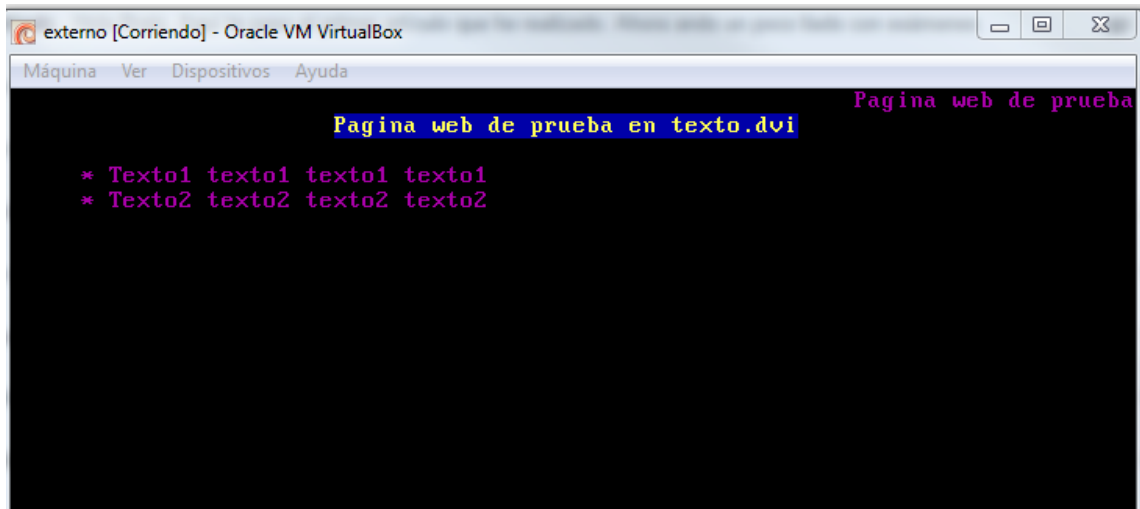 externo [Corriendo] - Oracle VM VirtualBox
Máquina Ver Dispositivos Ayuda
Pagina web de prueba
Pagina web de prueba en texto.dvi
* Texto1 texto1 texto1 texto1
* Texto2 texto2 texto2 texto2